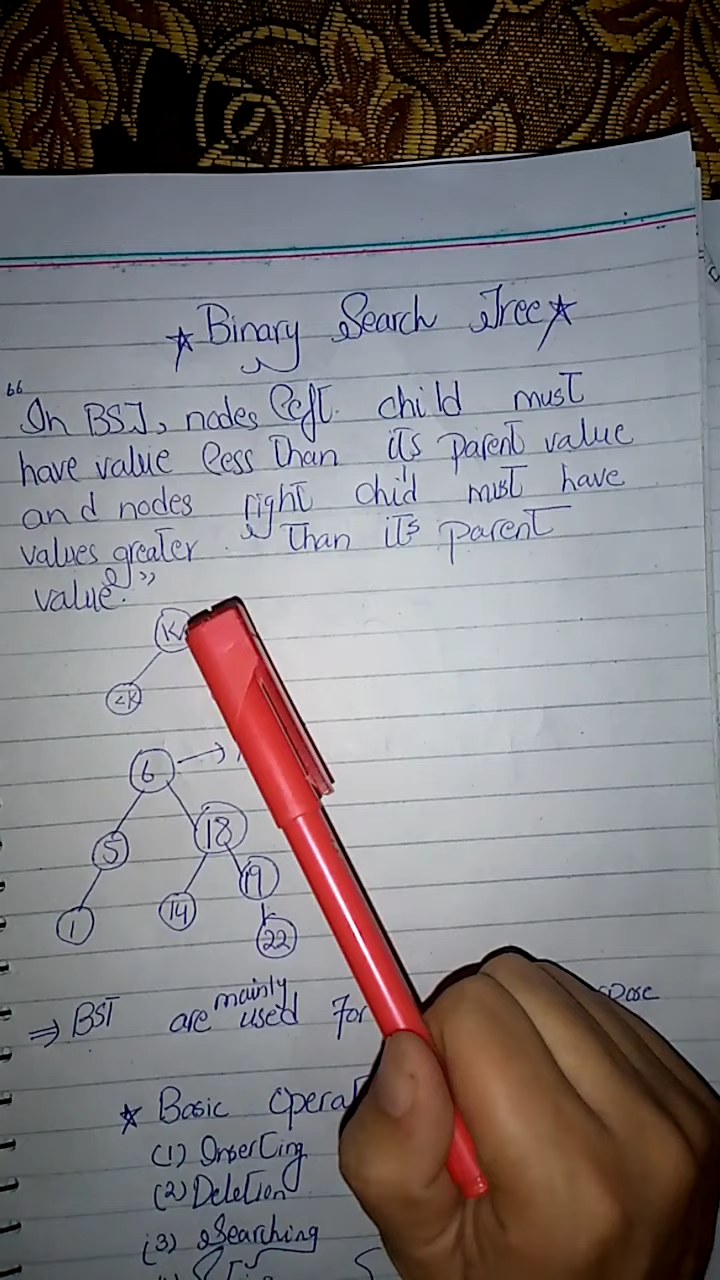 ★ Binary Search Tree ★
"In BST, nodes left child must
have value less than its parent value
and nodes right child must have
values greater than its parent
value."
K
<K
6 →
5 18
1 14 19
22
⇒ BST are mainly used for
★ Basic
(1) Inserting
(2) Deletion
(3) Searching